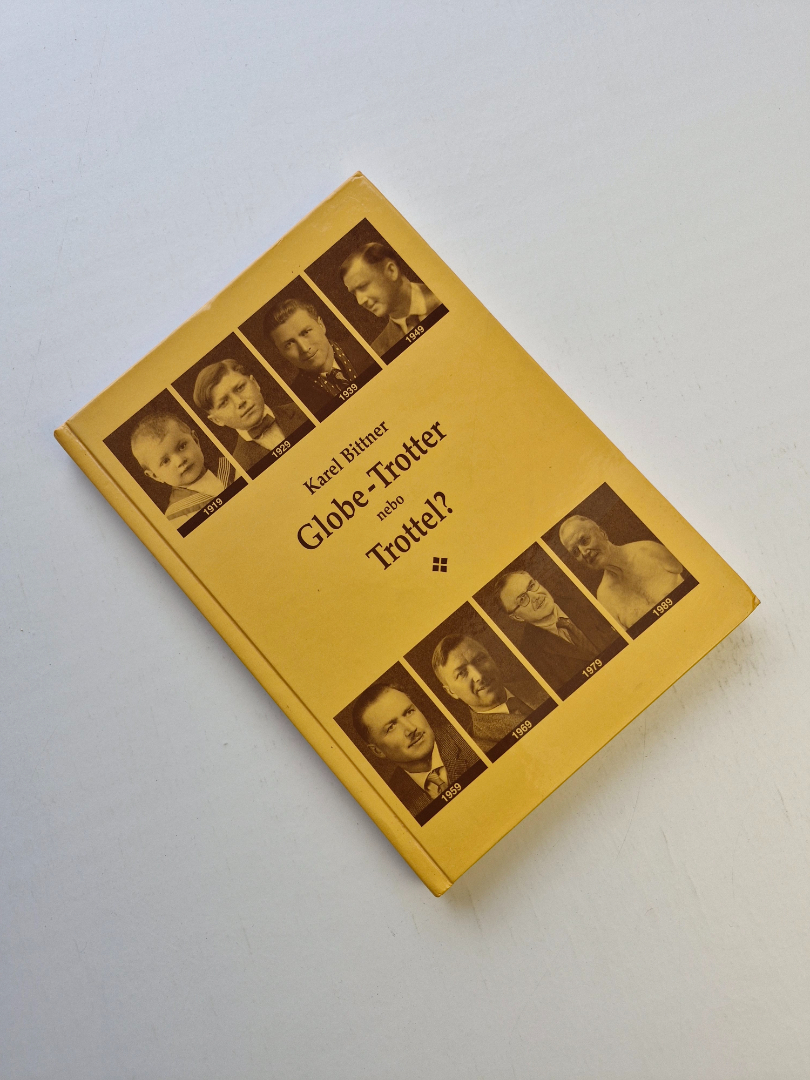 1919
1929
1939
1949
Karel Bittner
Globe-Trotter
nebo
Trottel?
1959
1969
1979
1989